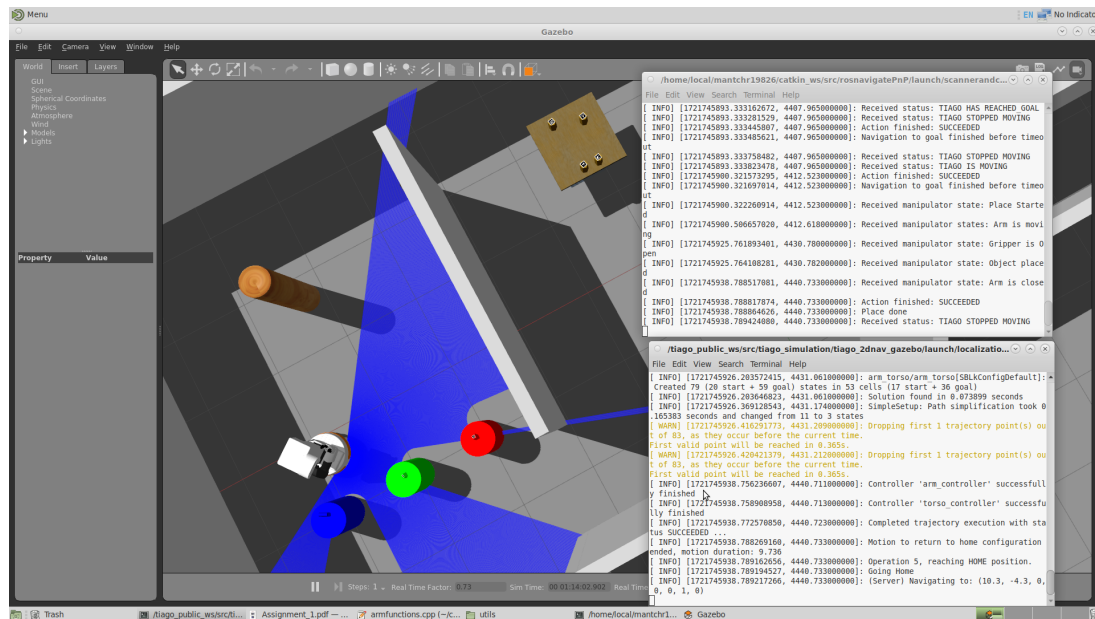 Menu
EN
No Indicato
Gazebo
File Edit Camera View Window Help
World Insert Layers
GUI
Scene
Spherical Coordinates
Physics
Atmosphere
Wind
Models
Lights
Property Value
/home/local/mantchr19826/catkin_ws/src/rosnavigatePnP/launch/scannerandc...
File Edit View Search Terminal Help
[ INFO] [1721745893.333162672, 4407.965000000]: Received status: TIAGO HAS REACHED GOAL
[ INFO] [1721745893.333281529, 4407.965000000]: Received status: TIAGO STOPPED MOVING
[ INFO] [1721745893.333445807, 4407.965000000]: Action finished: SUCCEEDED
[ INFO] [1721745893.333485621, 4407.965000000]: Navigation to goal finished before timeo
ut
[ INFO] [1721745893.333758482, 4407.965000000]: Received status: TIAGO STOPPED MOVING
[ INFO] [1721745893.333823478, 4407.965000000]: Received status: TIAGO IS MOVING
[ INFO] [1721745900.321573295, 4412.523000000]: Action finished: SUCCEEDED
[ INFO] [1721745900.321697014, 4412.523000000]: Navigation to goal finished before timeo
ut
[ INFO] [1721745900.322260914, 4412.523000000]: Received manipulator state: Place Starte
d
[ INFO] [1721745900.506657020, 4412.618000000]: Received manipulator states: Arm is movi
ng
[ INFO] [1721745925.761893401, 4430.780000000]: Received manipulator state: Gripper is O
pen
[ INFO] [1721745925.764108281, 4430.782000000]: Received manipulator state: Object place
d
[ INFO] [1721745938.788517081, 4440.733000000]: Received manipulator state: Arm is close
d
[ INFO] [1721745938.788817874, 4440.733000000]: Action finished: SUCCEEDED
[ INFO] [1721745938.788864626, 4440.733000000]: Place done
[ INFO] [1721745938.789424080, 4440.733000000]: Received status: TIAGO STOPPED MOVING
/tiago_public_ws/src/tiago_simulation/tiago_2dnav_gazebo/launch/localizatio...
File Edit View Search Terminal Help
[ INFO] [1721745926.203572415, 4431.061000000]: arm_torso/arm_torso[SBLkConfigDefault]:
Created 79 (20 start + 59 goal) states in 53 cells (17 start + 36 goal)
[ INFO] [1721745926.203646823, 4431.061000000]: Solution found in 0.073899 seconds
[ INFO] [1721745926.369128543, 4431.174000000]: SimpleSetup: Path simplification took 0
.165383 seconds and changed from 11 to 3 states
[ WARN] [1721745926.416291773, 4431.209000000]: Dropping first 1 trajectory point(s) ou
t of 83, as they occur before the current time.
First valid point will be reached in 0.365s.
[ WARN] [1721745926.420421379, 4431.212000000]: Dropping first 1 trajectory point(s) ou
t of 83, as they occur before the current time.
First valid point will be reached in 0.365s.
[ INFO] [1721745938.756236607, 4440.711000000]: Controller 'arm_controller' successfull
y finished
[ INFO] [1721745938.758908958, 4440.713000000]: Controller 'torso_controller' successfu
lly finished
[ INFO] [1721745938.772570850, 4440.723000000]: Completed trajectory execution with sta
tus SUCCEEDED ...
[ INFO] [1721745938.788269160, 4440.733000000]: Motion to return to home configuration
ended, motion duration: 9.736
[ INFO] [1721745938.789162656, 4440.733000000]: Operation 5, reaching HOME position.
[ INFO] [1721745938.789194527, 4440.733000000]: Going Home
[ INFO] [1721745938.789217266, 4440.733000000]: (Server) Navigating to: (10.3, -4.3, 0,
0, 0, 1, 0)
Steps: 1 Real Time Factor: 0.73 Sim Time: 00 01:14:02.902 Real Tim
Trash
/tiago_public_ws/src/ti...
Assignment_1.pdf — ...
armfunctions.cpp (~/c...
utils
/home/local/mantchr1...
Gazebo